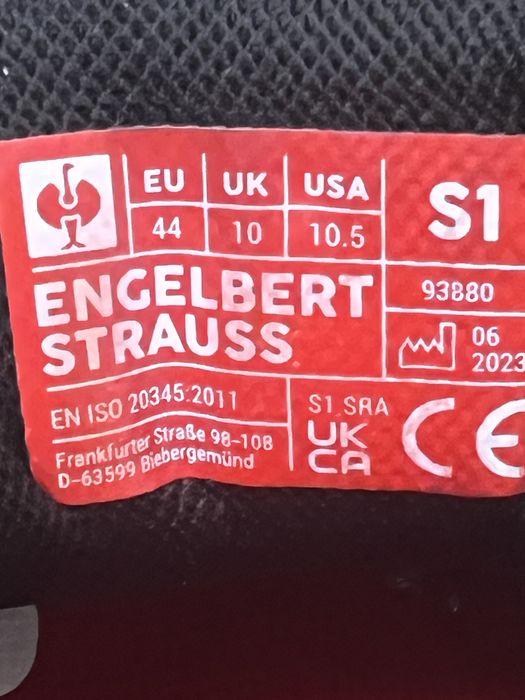 EU UK USA S1
44 10 10.5
93880
ENGELBERT
STRAUSS
06
2023
EN ISO 20345:2011
S1 SRA
Frankfurter Straße 98-108
D-63599 Biebergemünd
UK
CA
CE